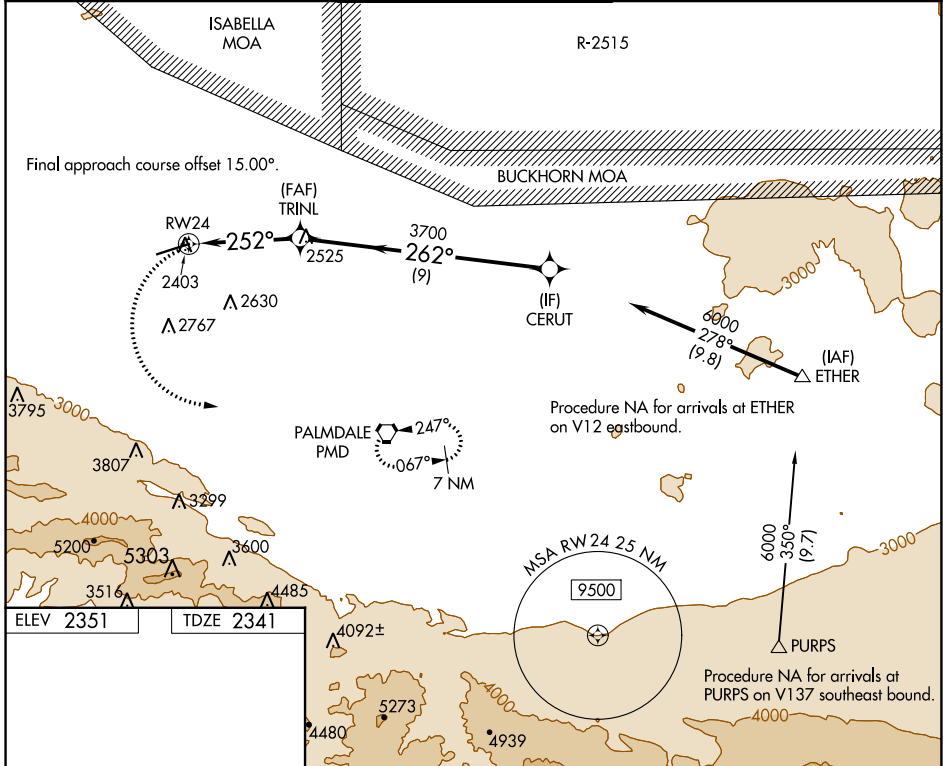 ISABELLA
MOA
R-2515
BUCKHORN MOA
Final approach course offset 15.00°.
(FAF)
TRINL
RW24
252°
2525
3700
262°
(9)
2403
2630
2767
(IF)
CERUT
3000
6000
278°
(9.8)
(IAF)
ETHER
Procedure NA for arrivals at ETHER
on V12 eastbound.
3795
3000
PALMDALE
PMD
247°
067°
7 NM
3807
3299
4000
5200
5303
3600
3516
4485
MSA RW24 25 NM
9500
6000
350°
(9.7)
3000
ELEV 2351
TDZE 2341
4092±
PURPS
Procedure NA for arrivals at
PURPS on V137 southeast bound.
4000
5273
4000
4480
4939